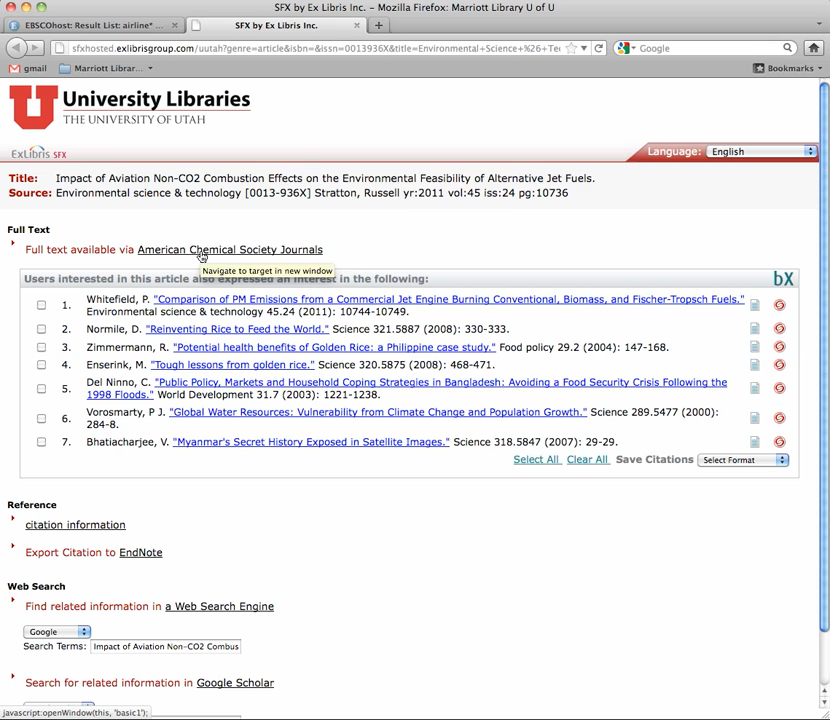 SFX by Ex Libris Inc. - Mozilla Firefox: Marriott Library U of U
EBSCOhost: Result List: airline* ...
SFX by Ex Libris Inc.
sfxhosted.exlibrisgroup.com/uutah?genre=article&isbn=&issn=0013936X&title=Environmental+Science+%26+Te
Google
gmail
Marriot Librar...
Bookmarks
University Libraries
THE UNIVERSITY OF UTAH
ExLibris SFX
Language: English
Title: Impact of Aviation Non-CO2 Combustion Effects on the Environmental Feasibility of Alternative Jet Fuels.
Source: Environmental science & technology [0013-936X] Stratton, Russell yr:2011 vol:45 iss:24 pg:10736
Full Text
Full text available via American Chemical Society Journals
Navigate to target in new window
Users interested in this article also expressed an interest in the following:
bX
1. Whitefield, P. "Comparison of PM Emissions from a Commercial Jet Engine Burning Conventional, Biomass, and Fischer-Tropsch Fuels."
Environmental science & technology 45.24 (2011): 10744-10749.
2. Normile, D. "Reinventing Rice to Feed the World." Science 321.5887 (2008): 330-333.
3. Zimmermann, R. "Potential health benefits of Golden Rice: a Philippine case study." Food policy 29.2 (2004): 147-168.
4. Enserink, M. "Tough lessons from golden rice." Science 320.5875 (2008): 468-471.
5. Del Ninno, C. "Public Policy, Markets and Household Coping Strategies in Bangladesh: Avoiding a Food Security Crisis Following the
1998 Floods." World Development 31.7 (2003): 1221-1238.
6. Vorosmarty, P J. "Global Water Resources: Vulnerability from Climate Change and Population Growth." Science 289.5477 (2000):
284-8.
7. Bhatiacharjee, V. "Myanmar's Secret History Exposed in Satellite Images." Science 318.5847 (2007): 29-29.
Select All Clear All Save Citations Select Format
Reference
citation information
Export Citation to EndNote
Web Search
Find related information in a Web Search Engine
Google
Search Terms: Impact of Aviation Non-CO2 Combus
Search for related information in Google Scholar
javascript:openWindow(this, 'basic1');